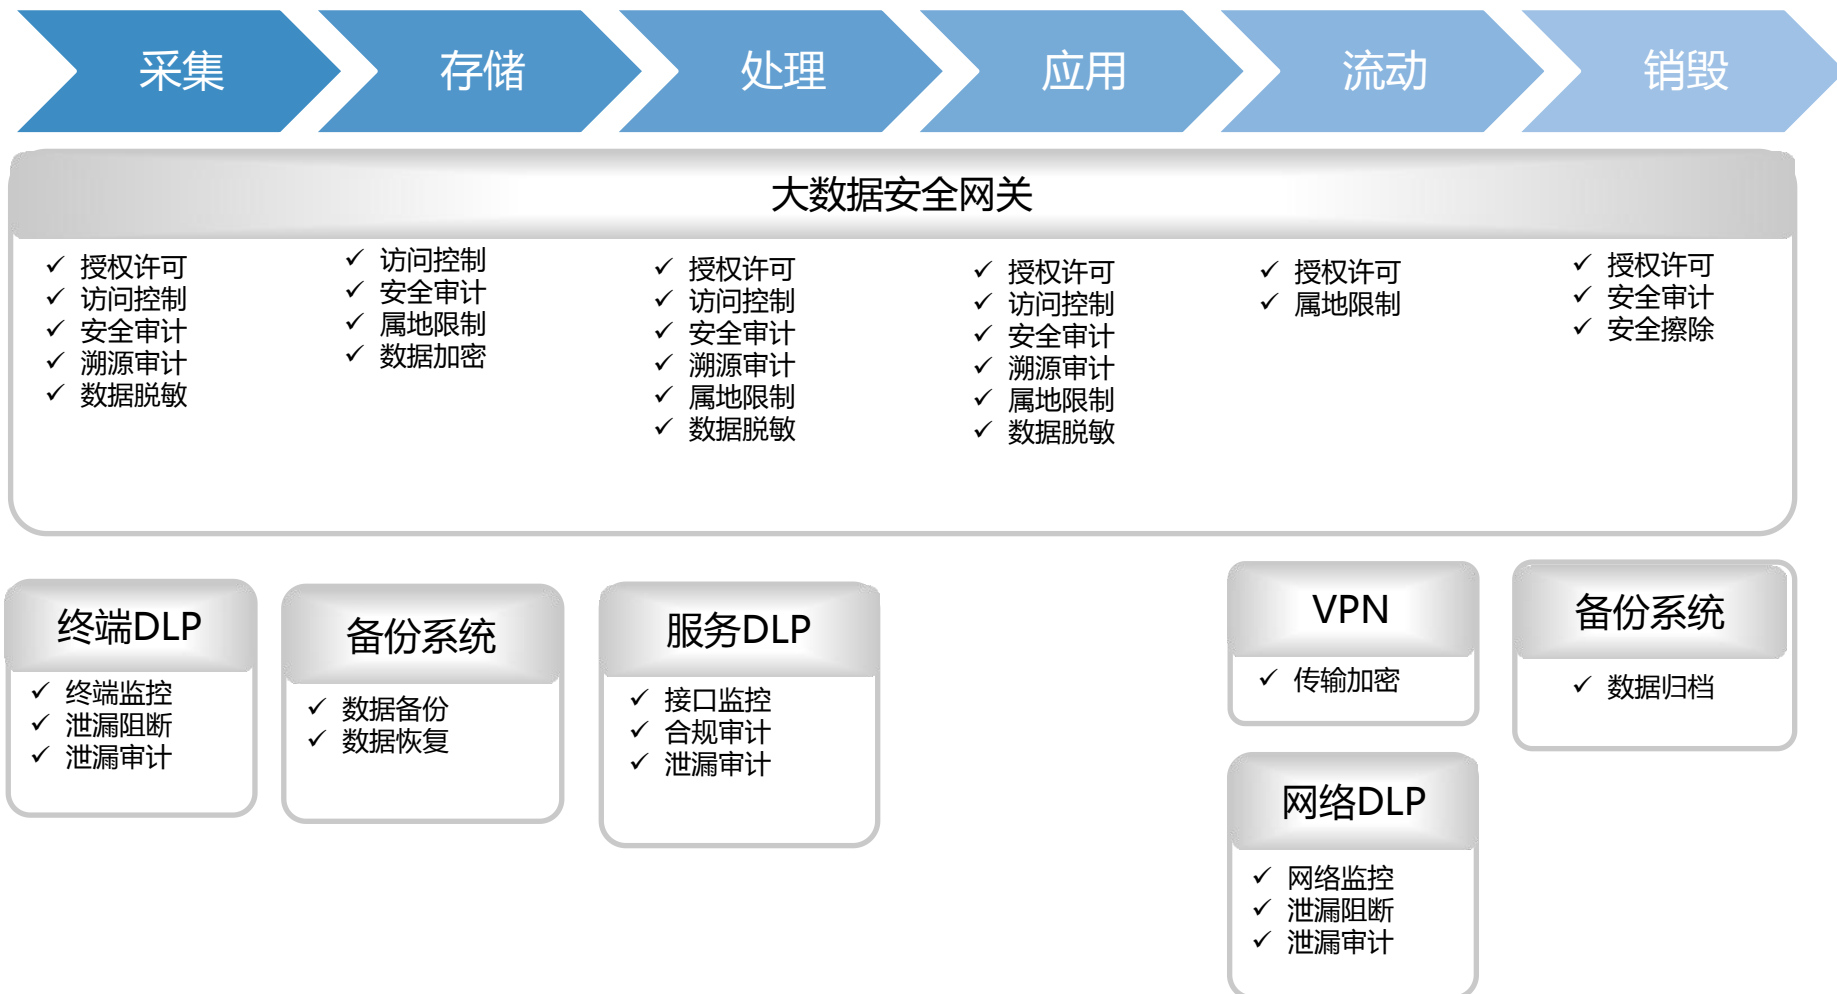 采集
存储
处理
应用
流动
销毁
大数据安全网关
✓ 授权许可
✓ 访问控制
✓ 安全审计
✓ 溯源审计
✓ 数据脱敏
✓ 访问控制
✓ 安全审计
✓ 属地限制
✓ 数据加密
✓ 授权许可
✓ 访问控制
✓ 安全审计
✓ 溯源审计
✓ 属地限制
✓ 数据脱敏
✓ 授权许可
✓ 访问控制
✓ 安全审计
✓ 溯源审计
✓ 属地限制
✓ 数据脱敏
✓ 授权许可
✓ 属地限制
✓ 授权许可
✓ 安全审计
✓ 安全擦除
终端DLP
✓ 终端监控
✓ 泄漏阻断
✓ 泄漏审计
备份系统
✓ 数据备份
✓ 数据恢复
服务DLP
✓ 接口监控
✓ 合规审计
✓ 泄漏审计
VPN
✓ 传输加密
网络DLP
✓ 网络监控
✓ 泄漏阻断
✓ 泄漏审计
备份系统
✓ 数据归档